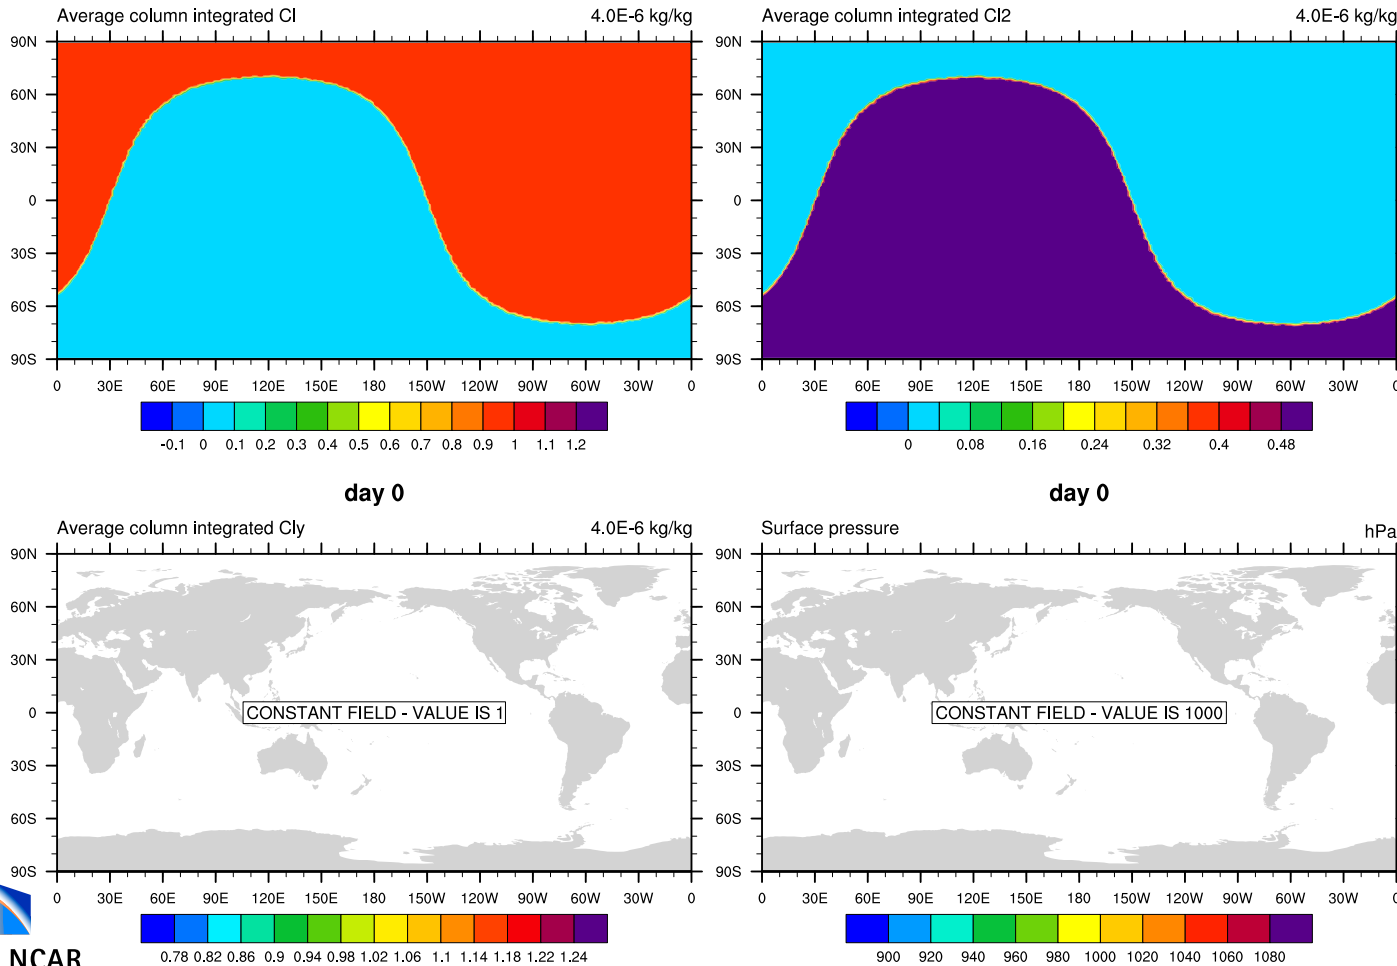 Average column integrated Cl 4.0E-6 kg/kg
90N
60N
30N
0
30S
60S
90S
0 30E 60E 90E 120E 150E 180 150W 120W 90W 60W 30W 0
-0.1 0 0.1 0.2 0.3 0.4 0.5 0.6 0.7 0.8 0.9 1 1.1 1.2
Average column integrated Cl2 4.0E-6 kg/kg
90N
60N
30N
0
30S
60S
90S
0 30E 60E 90E 120E 150E 180 150W 120W 90W 60W 30W 0
0 0.08 0.16 0.24 0.32 0.4 0.48
day 0
Average column integrated Cly 4.0E-6 kg/kg
90N
60N
30N
0
30S
60S
90S
CONSTANT FIELD - VALUE IS 1
0 30E 60E 90E 120E 150E 180 150W 120W 90W 60W 30W 0
0.78 0.82 0.86 0.9 0.94 0.98 1.02 1.06 1.1 1.14 1.18 1.22 1.24
day 0
Surface pressure hPa
90N
60N
30N
0
30S
60S
90S
CONSTANT FIELD - VALUE IS 1000
0 30E 60E 90E 120E 150E 180 150W 120W 90W 60W 30W 0
900 920 940 960 980 1000 1020 1040 1060 1080
NCAR